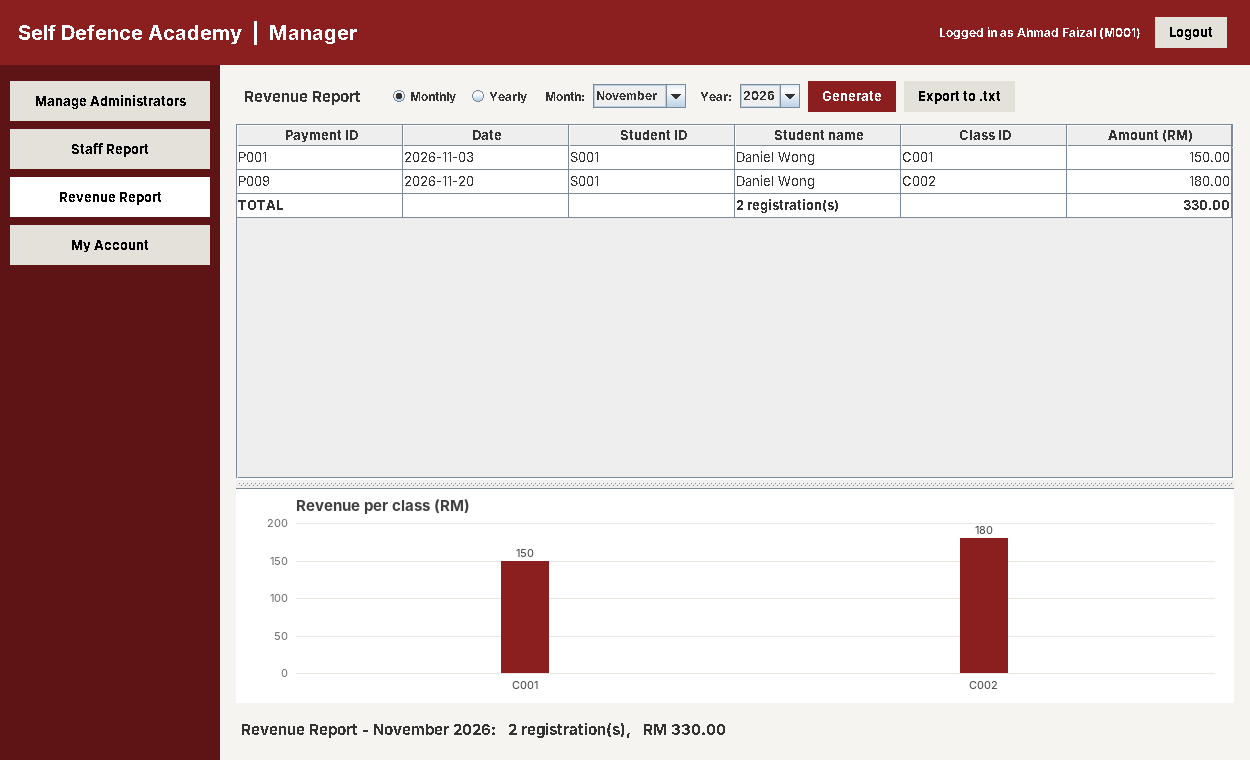 Self Defence Academy | Manager
Logged in as Ahmad Faizal (M001)
Logout
Manage Administrators
Staff Report
Revenue Report
My Account
Revenue Report Monthly Yearly Month: November Year: 2026 Generate Export to .txt
Payment ID Date Student ID Student name Class ID Amount (RM)
P001 2026-11-03 S001 Daniel Wong C001 150.00
P009 2026-11-20 S001 Daniel Wong C002 180.00
TOTAL 2 registration(s) 330.00
Revenue per class (RM)
200
180
150
150
100
50
0
C001 C002
Revenue Report - November 2026: 2 registration(s), RM 330.00